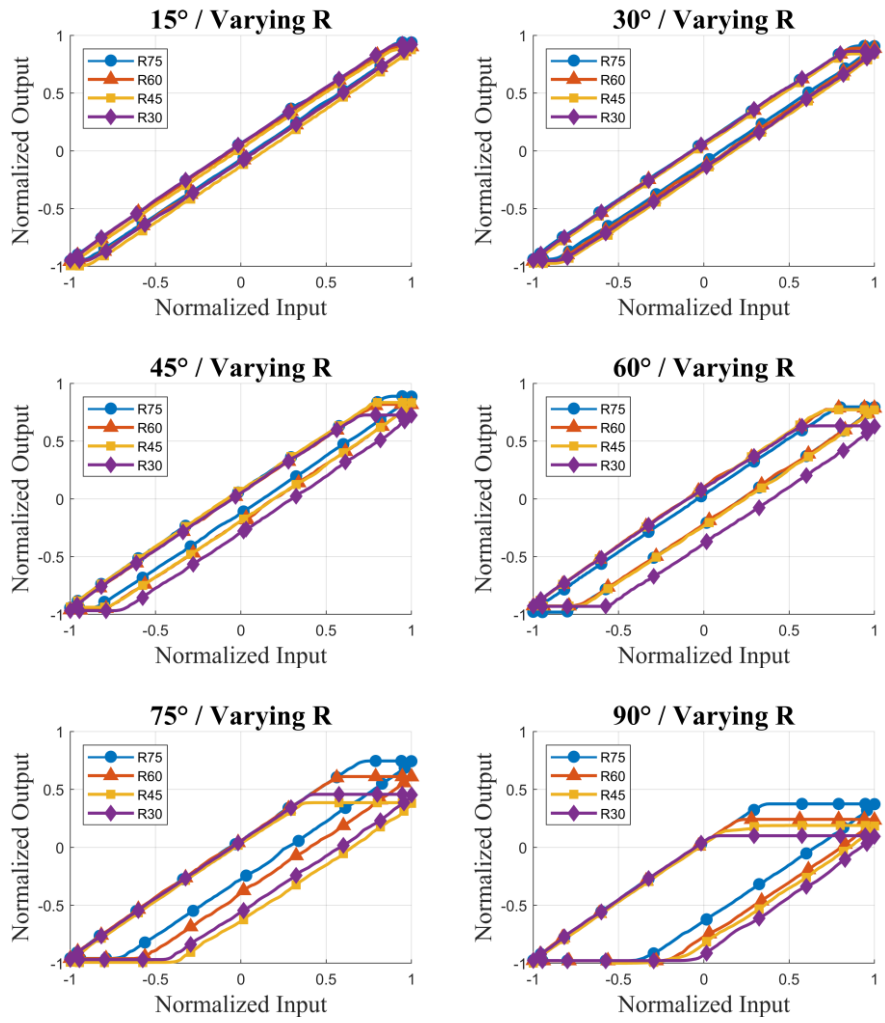 15° / Varying R
1
0.5
0
-0.5
-1
R75
R60
R45
R30
-1
-0.5
0
0.5
1
Normalized Output
Normalized Input
30° / Varying R
1
0.5
0
-0.5
-1
R75
R60
R45
R30
-1
-0.5
0
0.5
1
Normalized Output
Normalized Input
45° / Varying R
1
0.5
0
-0.5
-1
R75
R60
R45
R30
-1
-0.5
0
0.5
1
Normalized Output
Normalized Input
60° / Varying R
1
0.5
0
-0.5
-1
R75
R60
R45
R30
-1
-0.5
0
0.5
1
Normalized Output
Normalized Input
75° / Varying R
1
0.5
0
-0.5
-1
R75
R60
R45
R30
-1
-0.5
0
0.5
1
Normalized Output
Normalized Input
90° / Varying R
1
0.5
0
-0.5
-1
R75
R60
R45
R30
-1
-0.5
0
0.5
1
Normalized Output
Normalized Input